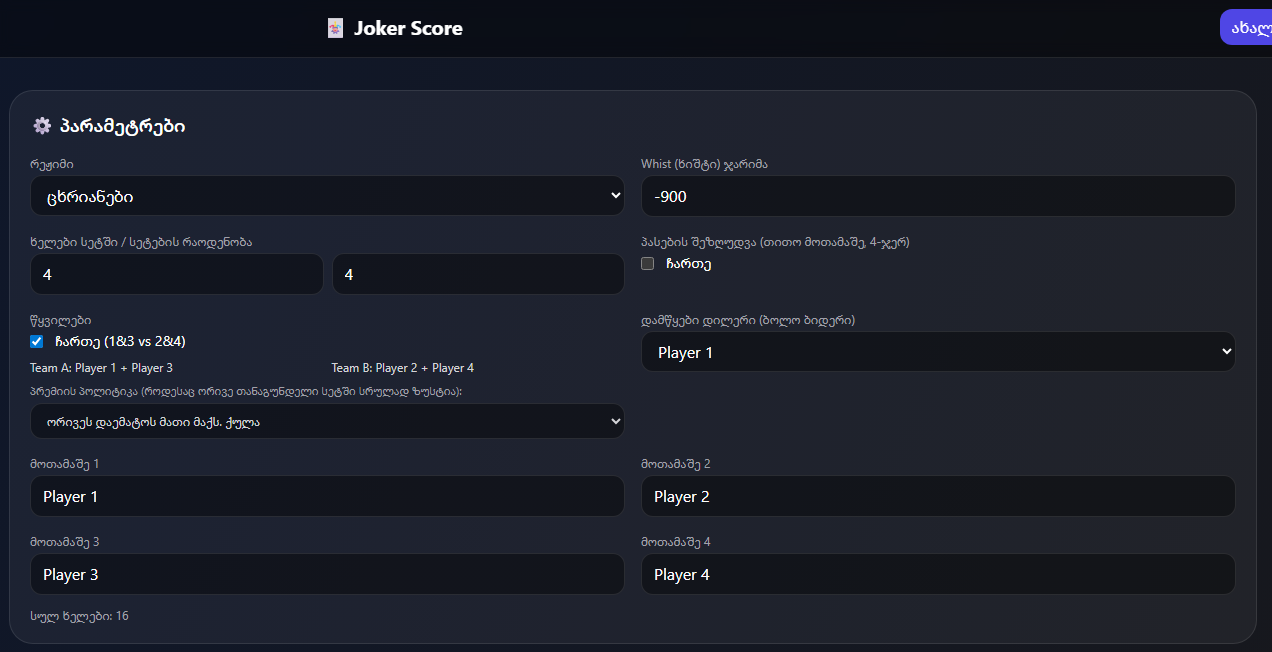 Joker Score
პარამეტრები
რეჟიმი
Whist (ხიშტი) ჯარიმა
ცხრიანები
-900
ხელები სეტში / სეტების რაოდენობა
პასების შეზღუდვა (თითო მოთამაშე, 4-ჯერ)
4
4
ჩართე
წყვილები
დამწყები დილერი (ბოლო ბიდერი)
ჩართე (1&3 vs 2&4)
Player 1
Team A: Player 1 + Player 3
Team B: Player 2 + Player 4
პრემიის პოლიტიკა (როდესაც ორივე თანაგუნდელი სეტში სრულად ზუსტია):
ორივეს დაემატოს მათი მაქს. ქულა
მოთამაშე 1
მოთამაშე 2
Player 1
Player 2
მოთამაშე 3
მოთამაშე 4
Player 3
Player 4
სულ ხელები: 16